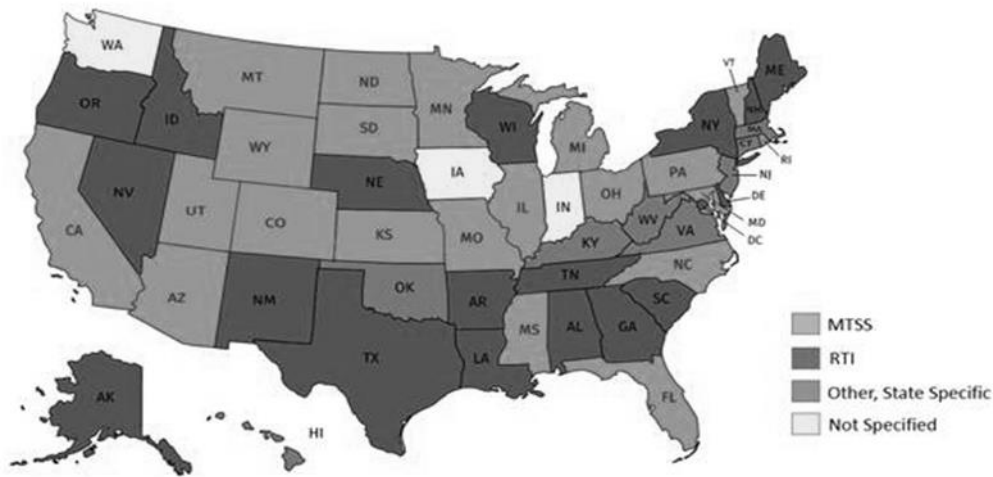 WA
MT
ND
MN
VT
ME
OR
ID
SD
WI
NY
NH
WY
MI
MA
CT
RI
NV
NE
IA
PA
NJ
UT
CO
IL
IN
OH
DE
CA
KS
MO
WV
VA
MD
KY
DC
AZ
NM
OK
TN
NC
AR
SC
MS
AL
GA
TX
LA
MTSS
RTI
AK
FL
Other, State Specific
HI
Not Specified